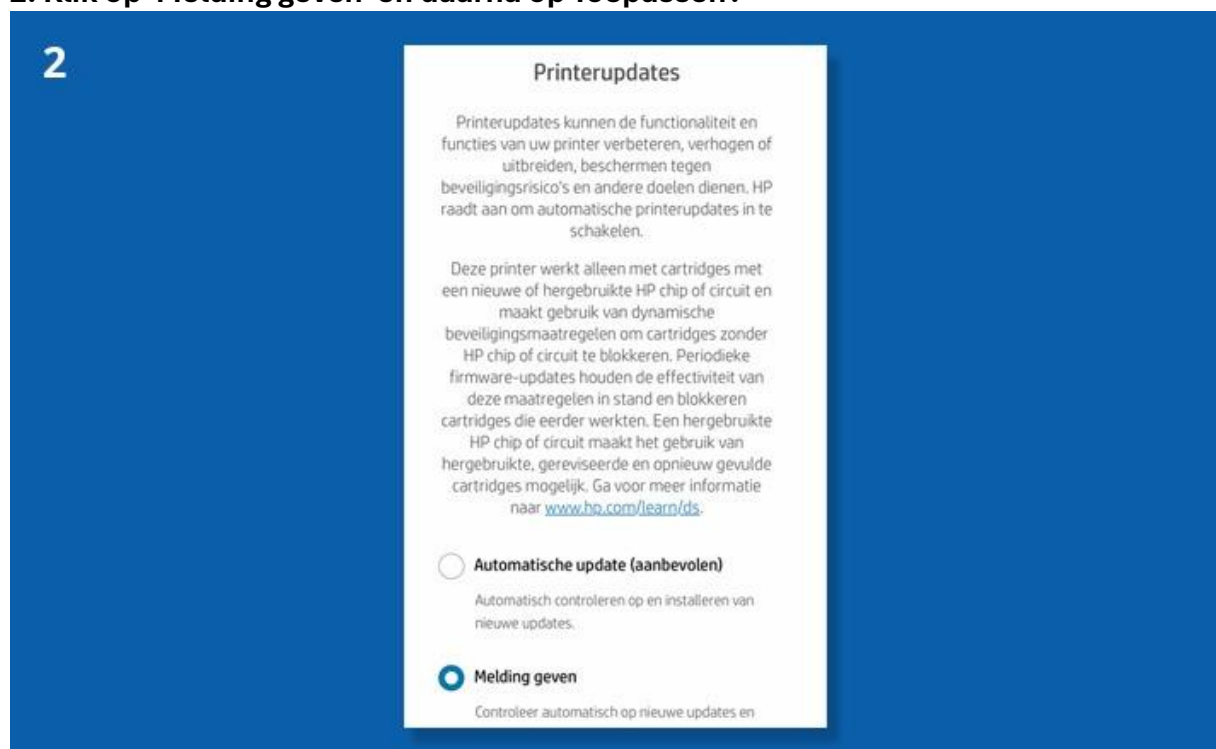 2. Klik op 'Melding geven' en daarna op Toepassen?
2
Printerupdates
Printerupdates kunnen de functionaliteit en
functies van uw printer verbeteren, verhogen of
uitbreiden, beschermen tegen
beveiligingsrisico's en andere doelen dienen. HP
raadt aan om automatische printerupdates in te
schakelen.
Deze printer werkt alleen met cartridges met
een nieuwe of hergebruikte HP chip of circuit en
maakt gebruik van dynamische
beveiligingsmaatregelen om cartridges zonder
HP chip of circuit te blokkeren. Periodieke
firmware-updates houden de effectiviteit van
deze maatregelen in stand en blokkeren
cartridges die eerder werkten. Een hergebruikte
HP chip of circuit maakt het gebruik van
hergebruikte, gereviseerde en opnieuw gevulde
cartridges mogelijk. Ga voor meer informatie
naar www.hp.com/learn/ds.
Automatische update (aanbevolen)
Automatisch controleren op en installeren van
nieuwe updates.
Melding geven
Controleer automatisch op nieuwe updates en